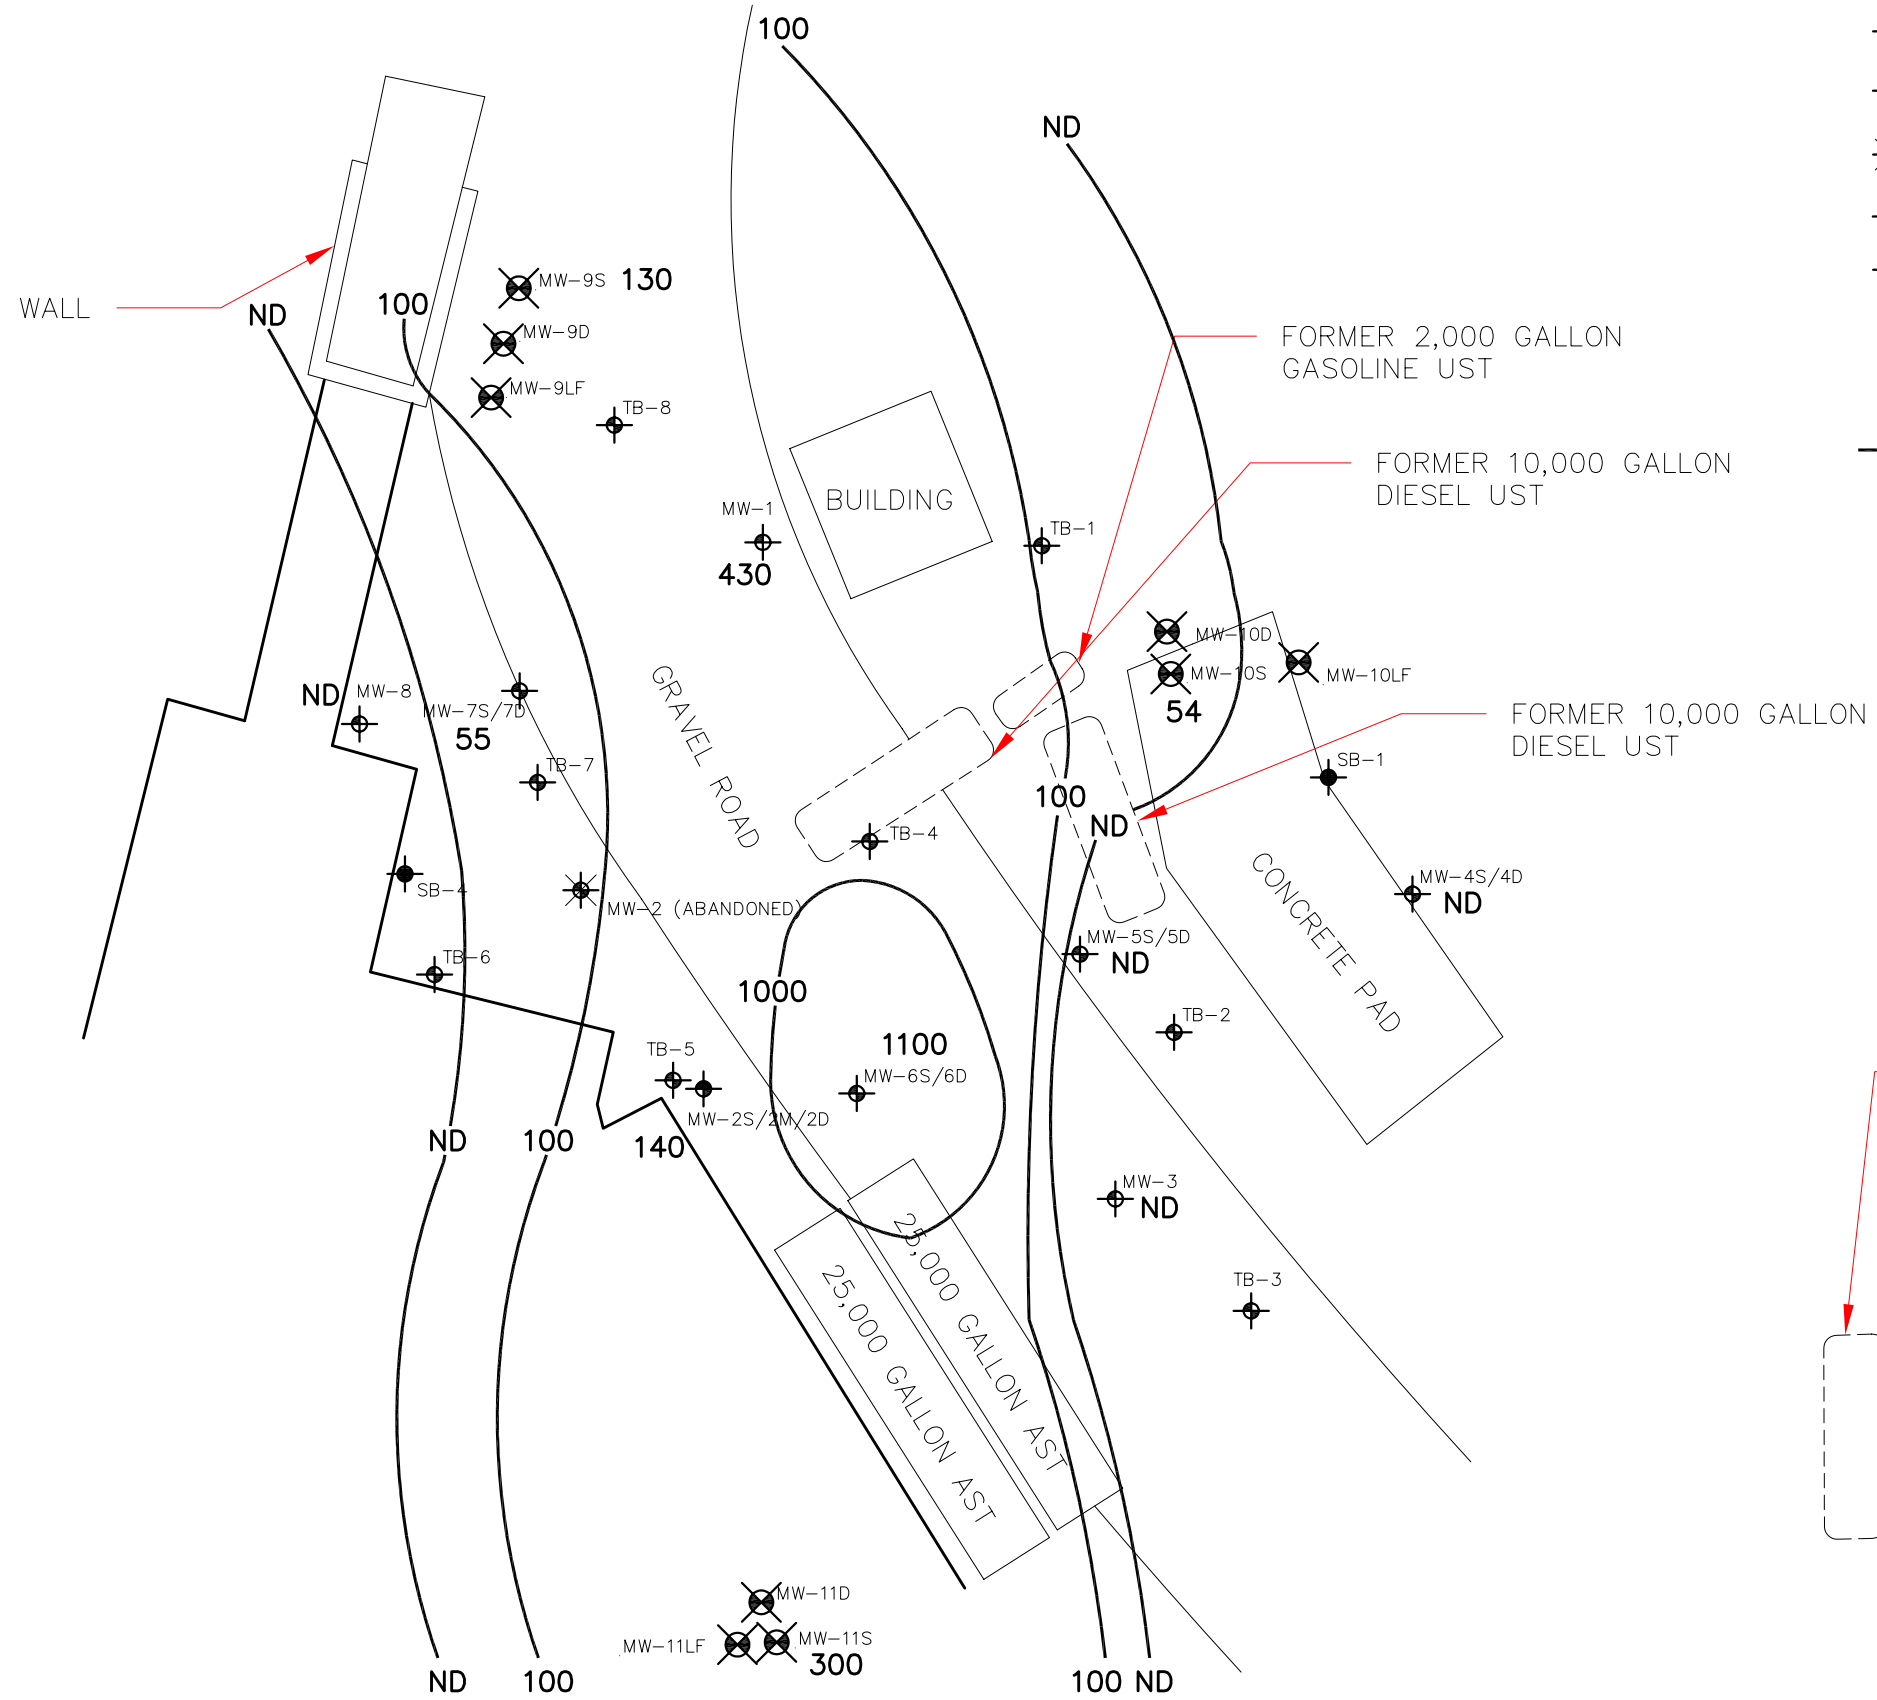 100
ND
MW-9S 130
WALL
ND
100
MW-9D
FORMER 2,000 GALLON
GASOLINE UST
MW-9LF
TB-8
FORMER 10,000 GALLON
DIESEL UST
BUILDING
MW-1
430
TB-1
MW-10D
MW-10S
54
MW-10LF
ND
MW-8
MW-7S/7D
55
GRAVEL ROAD
FORMER 10,000 GALLON
DIESEL UST
TB-7
SB-1
100
ND
TB-4
SB-4
MW-2 (ABANDONED)
CONCRETE PAD
MW-4S/4D
ND
MW-5S/5D
ND
TB-6
1000
TB-2
1100
MW-6S/6D
TB-5
MW-2S/2M/2D
140
ND
100
MW-3
ND
25,000 GALLON AST
25,000 GALLON AST
TB-3
MW-11D
MW-11LF
MW-11S
300
ND
100
100
ND